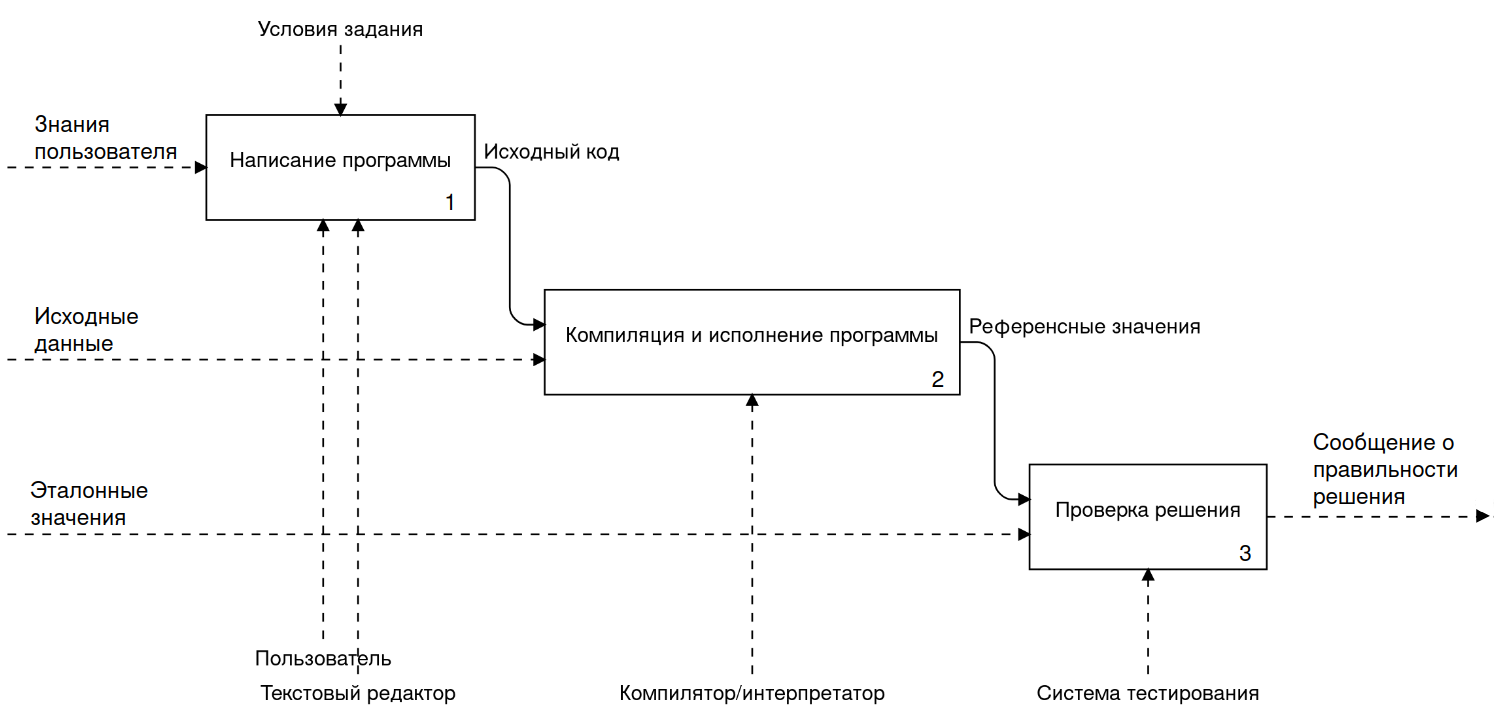 Условия задания
Знания
пользователя
Написание программы
1
Исходный код
Исходные
данные
Компиляция и исполнение программы
2
Референсные значения
Эталонные
значения
Проверка решения
3
Сообщение о
правильности
решения
Пользователь
Текстовый редактор
Компилятор/интерпретатор
Система тестирования